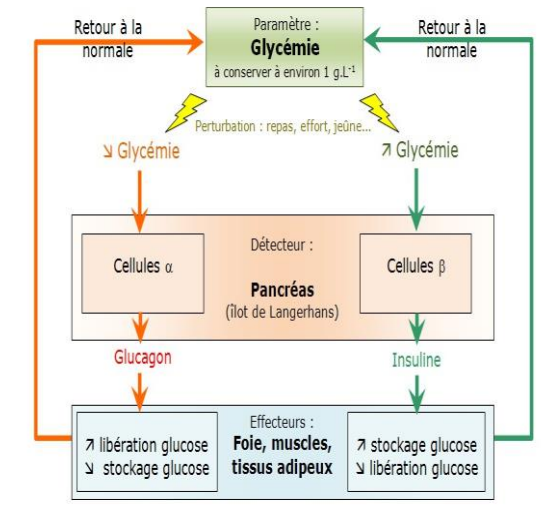 Retour à la
normale
Paramètre :
Glycémie
à conserver à environ 1 g.L-1
Retour à la
normale
Perturbation : repas, effort, jeûne...
↘ Glycémie
↗ Glycémie
Détecteur :
Cellules α
Cellules β
Pancréas
(îlot de Langerhans)
Glucagon
Insuline
Effecteurs :
Foie, muscles,
tissus adipeux
↗ libération glucose
↘ stockage glucose
↗ stockage glucose
↘ libération glucose